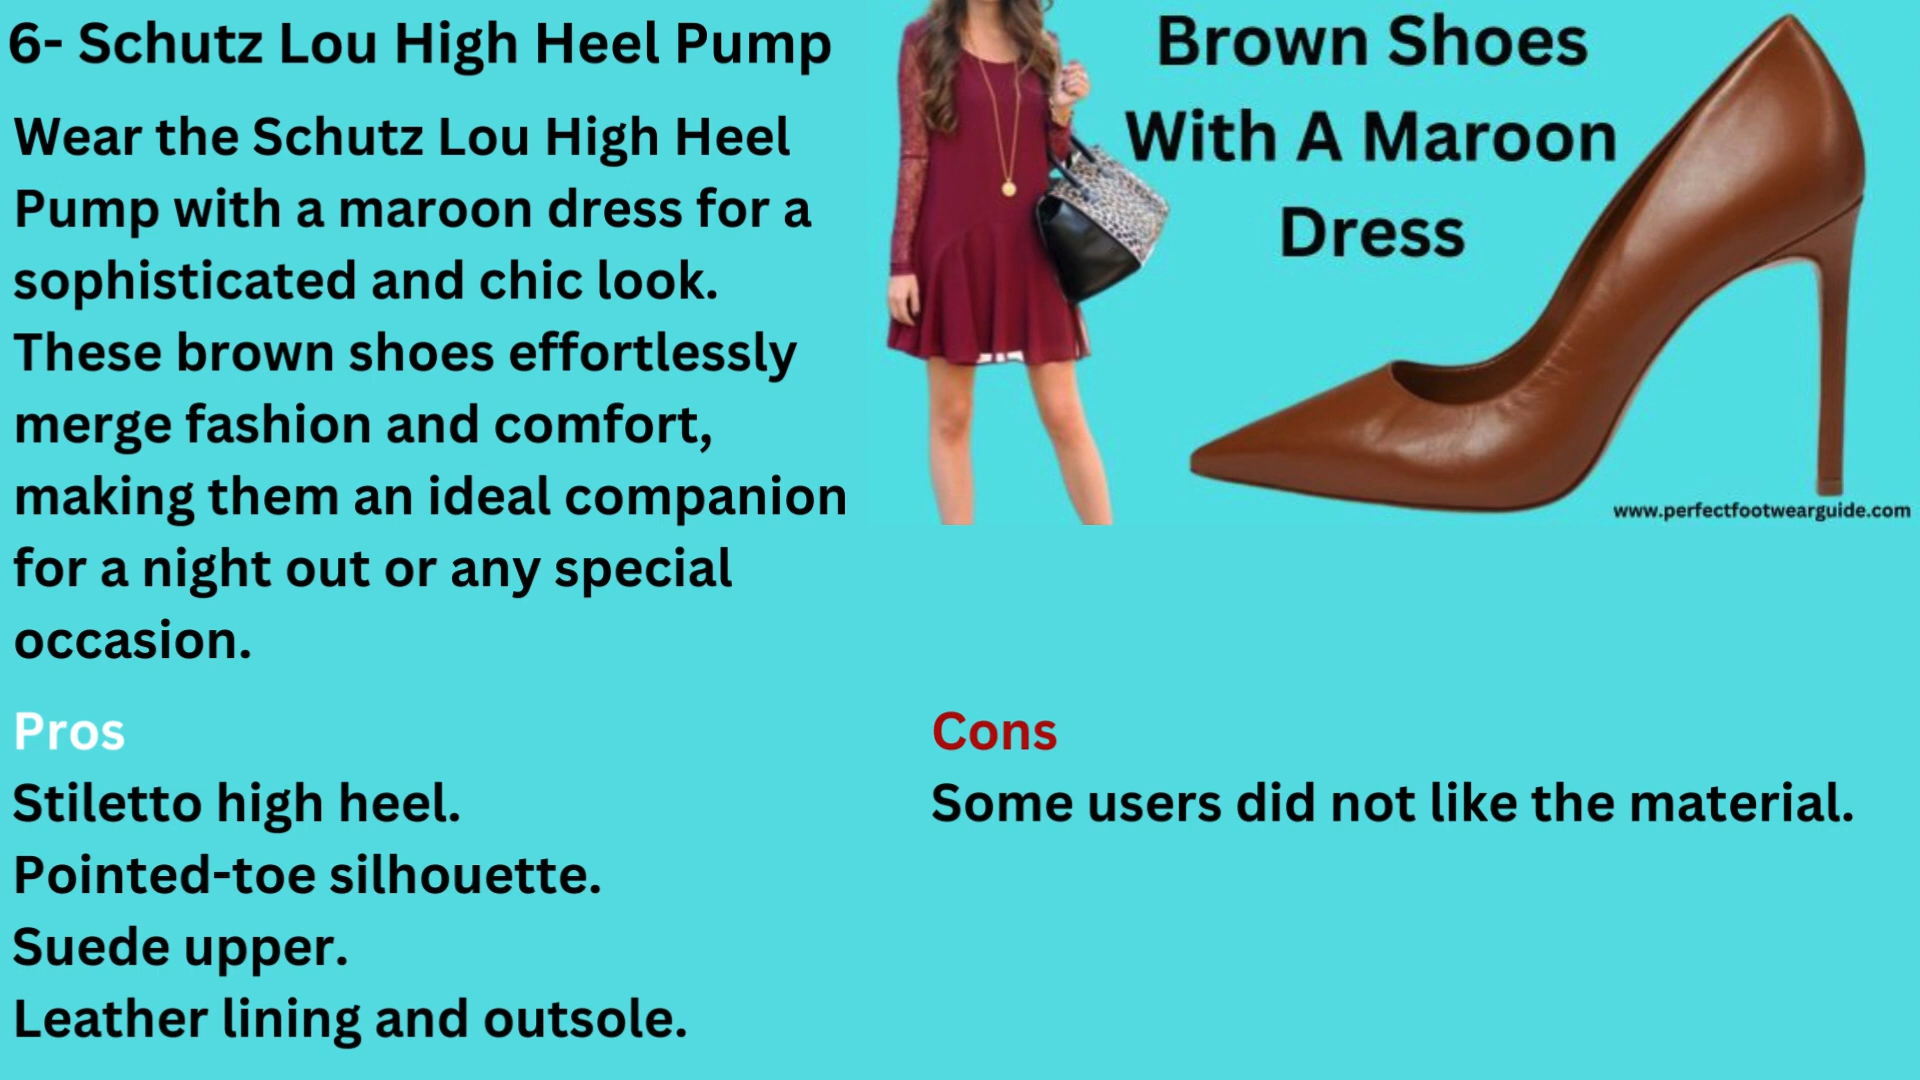 6- Schutz Lou High Heel Pump
Wear the Schutz Lou High Heel
Pump with a maroon dress for a
sophisticated and chic look.
These brown shoes effortlessly
merge fashion and comfort,
making them an ideal companion
for a night out or any special
occasion.
Brown Shoes
With A Maroon
Dress
www.perfectfootwearguide.com
Pros
Stiletto high heel.
Pointed-toe silhouette.
Suede upper.
Leather lining and outsole.
Cons
Some users did not like the material.